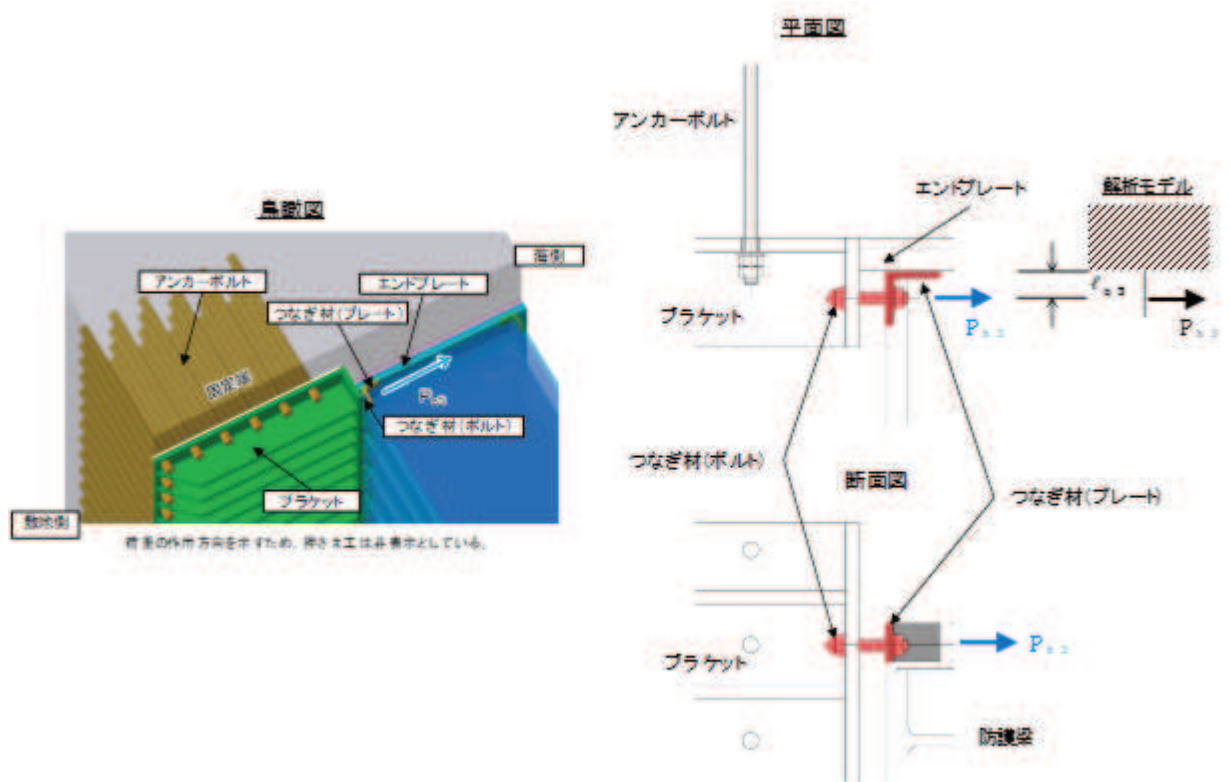 平面図
アンカーボルト
エンドプレート
解析モデル
ブラケット
鳥瞰図
海側
アンカーボルト
エンドプレート
つなぎ材(プレート)
固定端
つなぎ材(ボルト)
ブラケット
敷地側
荷重の作用方向を示すため、押さえ工は非表示としている。
つなぎ材(ボルト)
断面図
つなぎ材(プレート)
ブラケット
防護梁